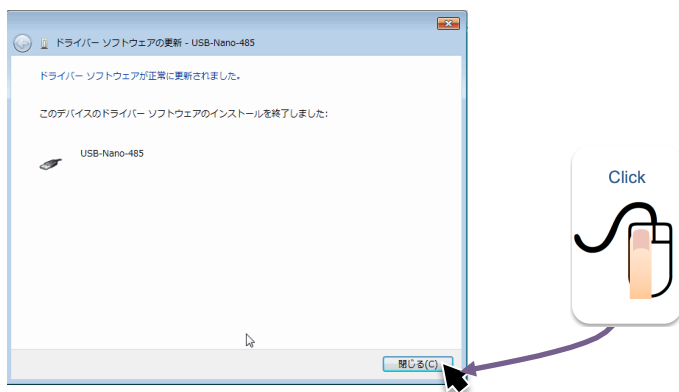 ドライバー ソフトウェアの更新 - USB-Nano-485
ドライバー ソフトウェアが正常に更新されました。
このデバイスのドライバー ソフトウェアのインストールを終了しました:
USB-Nano-485
Click
閉じる(C)